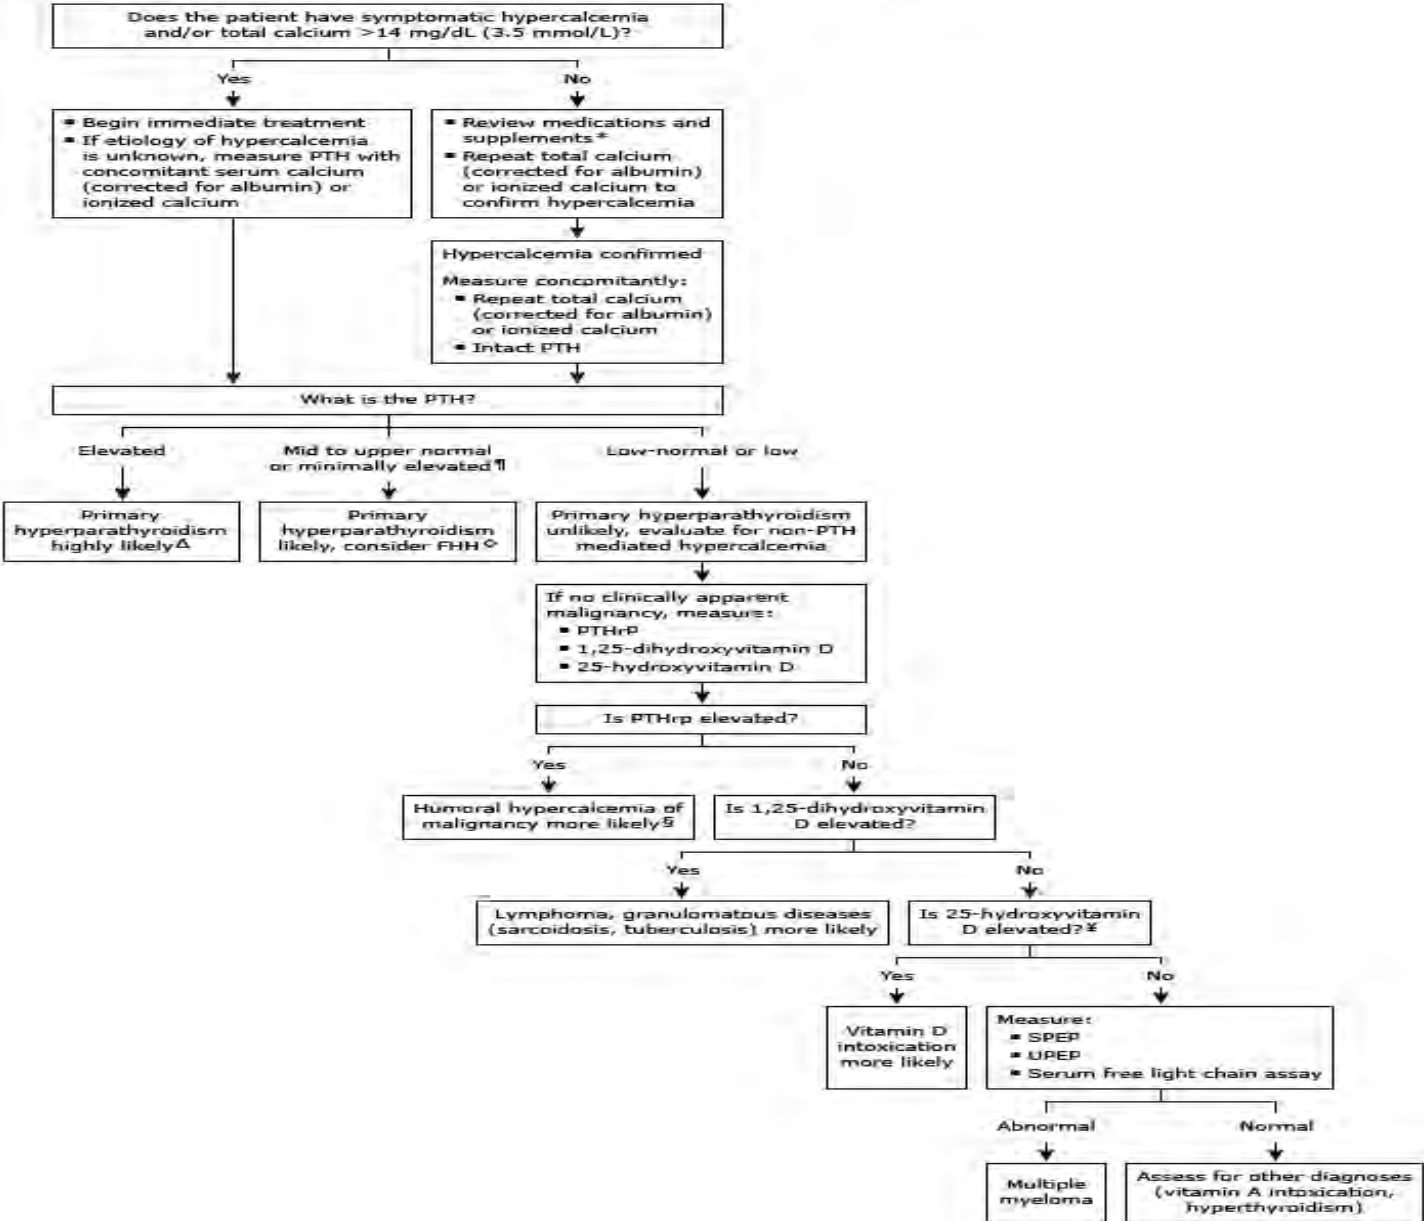 Does the patient have symptomatic hypercalcemia
and/or total calcium >14 mg/dL (3.5 mmol/L)?
Yes
No
▪ Begin immediate treatment
▪ If etiology of hypercalcemia
is unknown, measure PTH with
concomitant serum calcium
(corrected for albumin) or
ionized calcium
▪ Review medications and
supplements*
▪ Repeat total calcium
(corrected for albumin)
or ionized calcium to
confirm hypercalcemia
Hypercalcemia confirmed
Measure concomitantly:
▪ Repeat total calcium
(corrected for albumin)
or ionized calcium
▪ Intact PTH
What is the PTH?
Elevated
Mid to upper normal
or minimally elevated¶
Low-normal or low
Primary
hyperparathyroidism
highly likelyΔ
Primary
hyperparathyroidism
likely, consider FHH◇
Primary hyperparathyroidism
unlikely, evaluate for non-PTH
mediated hypercalcemia
If no clinically apparent
malignancy, measure:
▪ PTHrP
▪ 1,25-dihydroxyvitamin D
▪ 25-hydroxyvitamin D
Is PTHrp elevated?
Yes
No
Humoral hypercalcemia of
malignancy more likely§
Is 1,25-dihydroxyvitamin
D elevated?
Yes
No
Lymphoma, granulomatous diseases
(sarcoidosis, tuberculosis) more likely
Is 25-hydroxyvitamin
D elevated?¥
Yes
No
Vitamin D
intoxication
more likely
Measure:
▪ SPEP
▪ UPEP
▪ Serum free light chain assay
Abnormal
Normal
Multiple
myeloma
Assess for other diagnoses
(vitamin A intoxication,
hyperthyroidism)